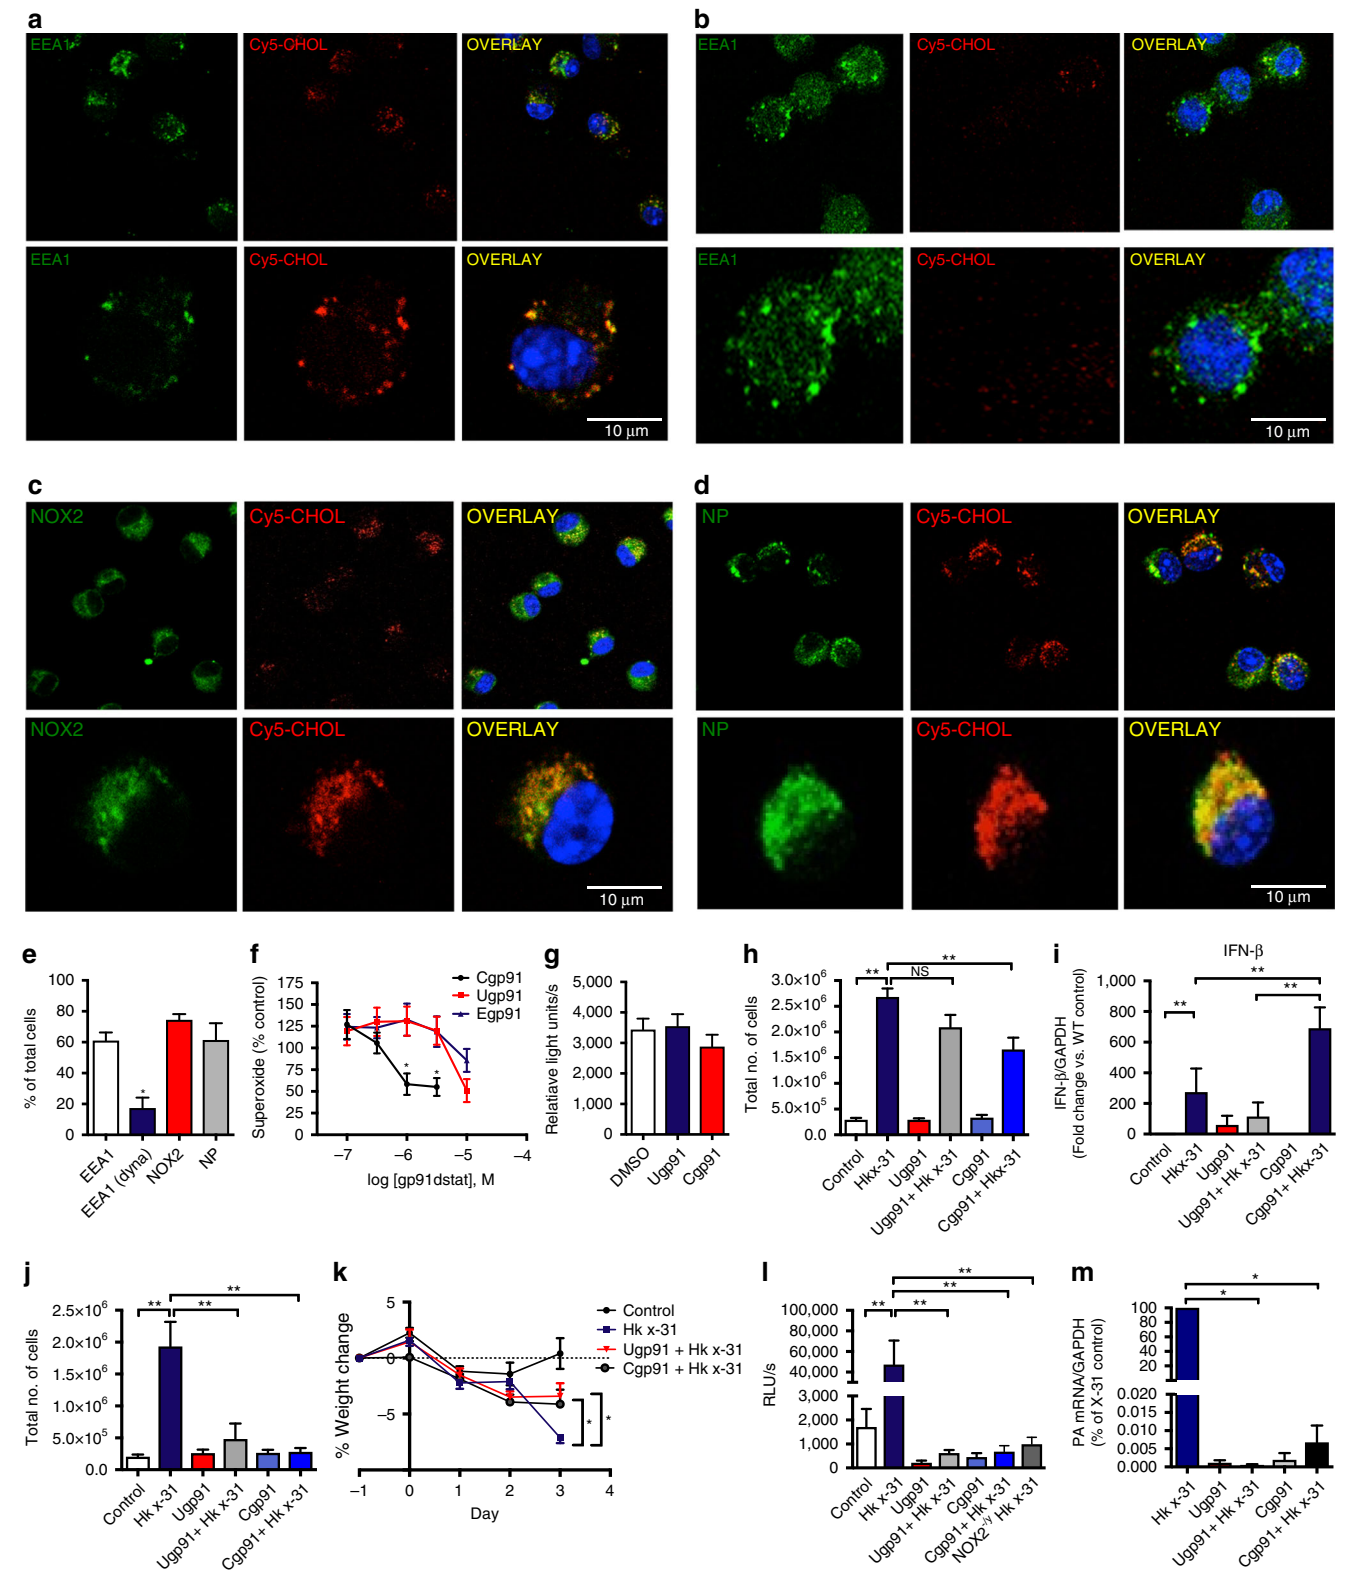 a
b
EEA1
Cy5-CHOL
OVERLAY
EEA1
Cy5-CHOL
OVERLAY
EEA1
Cy5-CHOL
OVERLAY
10 μm
EEA1
Cy5-CHOL
OVERLAY
10 μm
c
d
NOX2
Cy5-CHOL
OVERLAY
NP
Cy5-CHOL
OVERLAY
NOX2
Cy5-CHOL
OVERLAY
10 μm
NP
Cy5-CHOL
OVERLAY
10 μm
e
% of total cells
100
80
60
40
20
0
*
EEA1
EEA1 (dyna)
NOX2
NP
f
Superoxide (% control)
175
150
125
100
75
50
25
0
Cgp91
Ugp91
Egp91
*
*
–7
–6
–5
–4
log [gp91dstat], M
g
Relatiave light units/s
5,000
4,000
3,000
2,000
1,000
0
DMSO
Ugp91
Cgp91
h
Total no. of cells
3.0×10⁶
2.5×10⁶
2.0×10⁶
1.5×10⁶
1.0×10⁶
5.0×10⁵
0.0
**
NS
**
Control
Hkx-31
Ugp91
Ugp91+ Hk x-31
Cgp91
Cgp91+ Hkx-31
i
IFN-β
IFN-β/GAPDH
(Fold change vs. WT control)
1,000
800
600
400
200
0
**
**
**
Control
Hkx-31
Ugp91
Ugp91+ Hk x-31
Cgp91
Cgp91+ Hkx-31
j
Total no. of cells
2.5×10⁶
2.0×10⁶
1.5×10⁶
1.0×10⁶
5.0×10⁵
0.0
**
**
**
Control
Hk x-31
Ugp91
Ugp91+ Hk x-31
Cgp91
Cgp91+ Hk x-31
k
% Weight change
5
0
–5
Control
Hk x-31
Ugp91 + Hk x-31
Cgp91 + Hk x-31
*
*
–1
0
1
2
3
4
Day
l
RLU/s
100,000
80,000
60,000
40,000
3,000
2,000
1,000
0
**
**
**
**
Control
Hk x-31
Ugp91
Ugp91+ Hk x-31
Cgp91
Cgp91+ Hk x-31
NOX2⁻/y Hk x-31
m
PA mRNA/GAPDH
(% of X-31 control)
100
80
60
40
20
0.020
0.015
0.010
0.005
0.000
*
*
Hk x-31
Ugp91
Ugp91 + Hk x-31
Cgp91
Cgp91+ Hk x-31